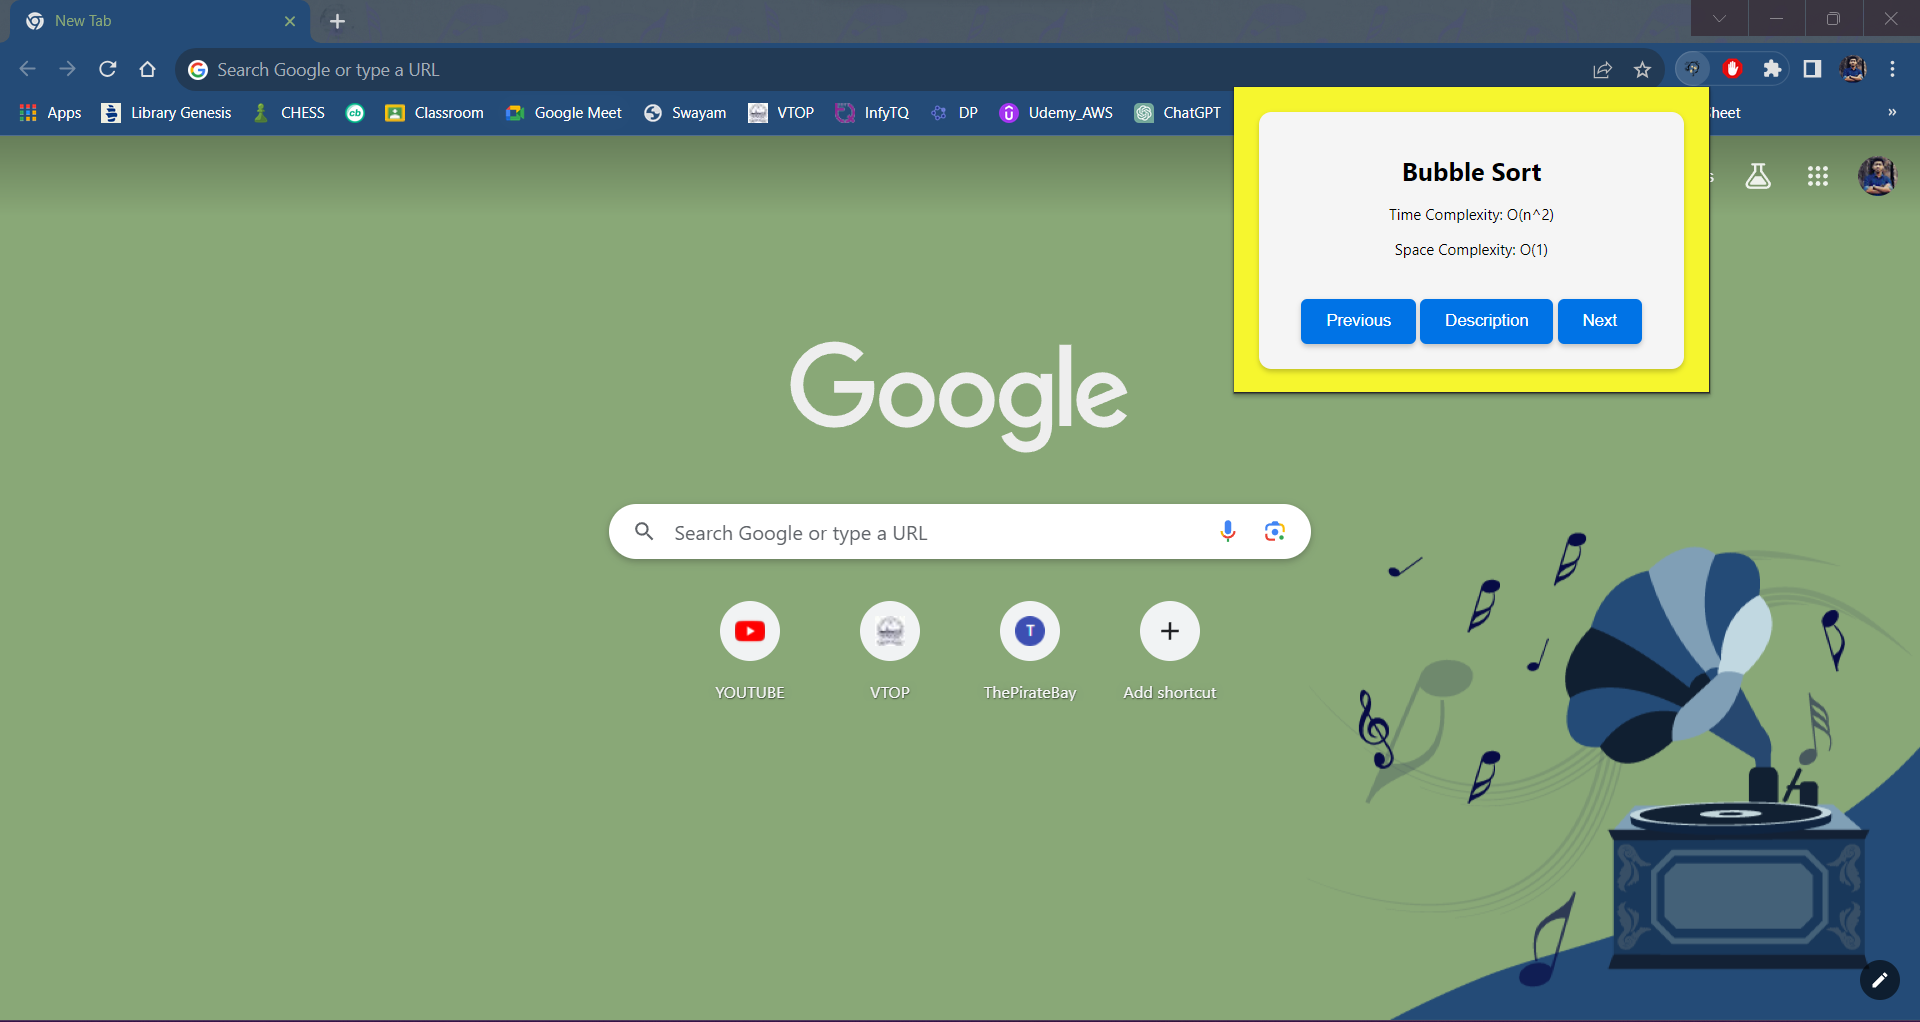 New Tab
Search Google or type a URL
Apps
Library Genesis
CHESS
cb
Classroom
Google Meet
Swayam
VTOP
InfyTQ
DP
Udemy_AWS
ChatGPT
heet
»
Bubble Sort
Time Complexity: O(n^2)
Space Complexity: O(1)
Previous
Description
Next
s
Google
Search Google or type a URL
T
YOUTUBE
VTOP
ThePirateBay
Add shortcut